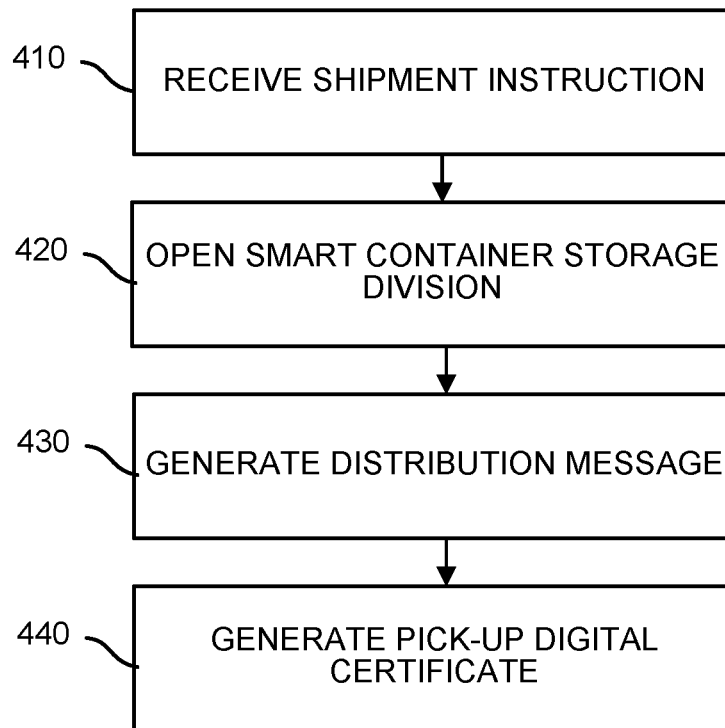 410
RECEIVE SHIPMENT INSTRUCTION
420
OPEN SMART CONTAINER STORAGE
DIVISION
430
GENERATE DISTRIBUTION MESSAGE
440
GENERATE PICK-UP DIGITAL
CERTIFICATE